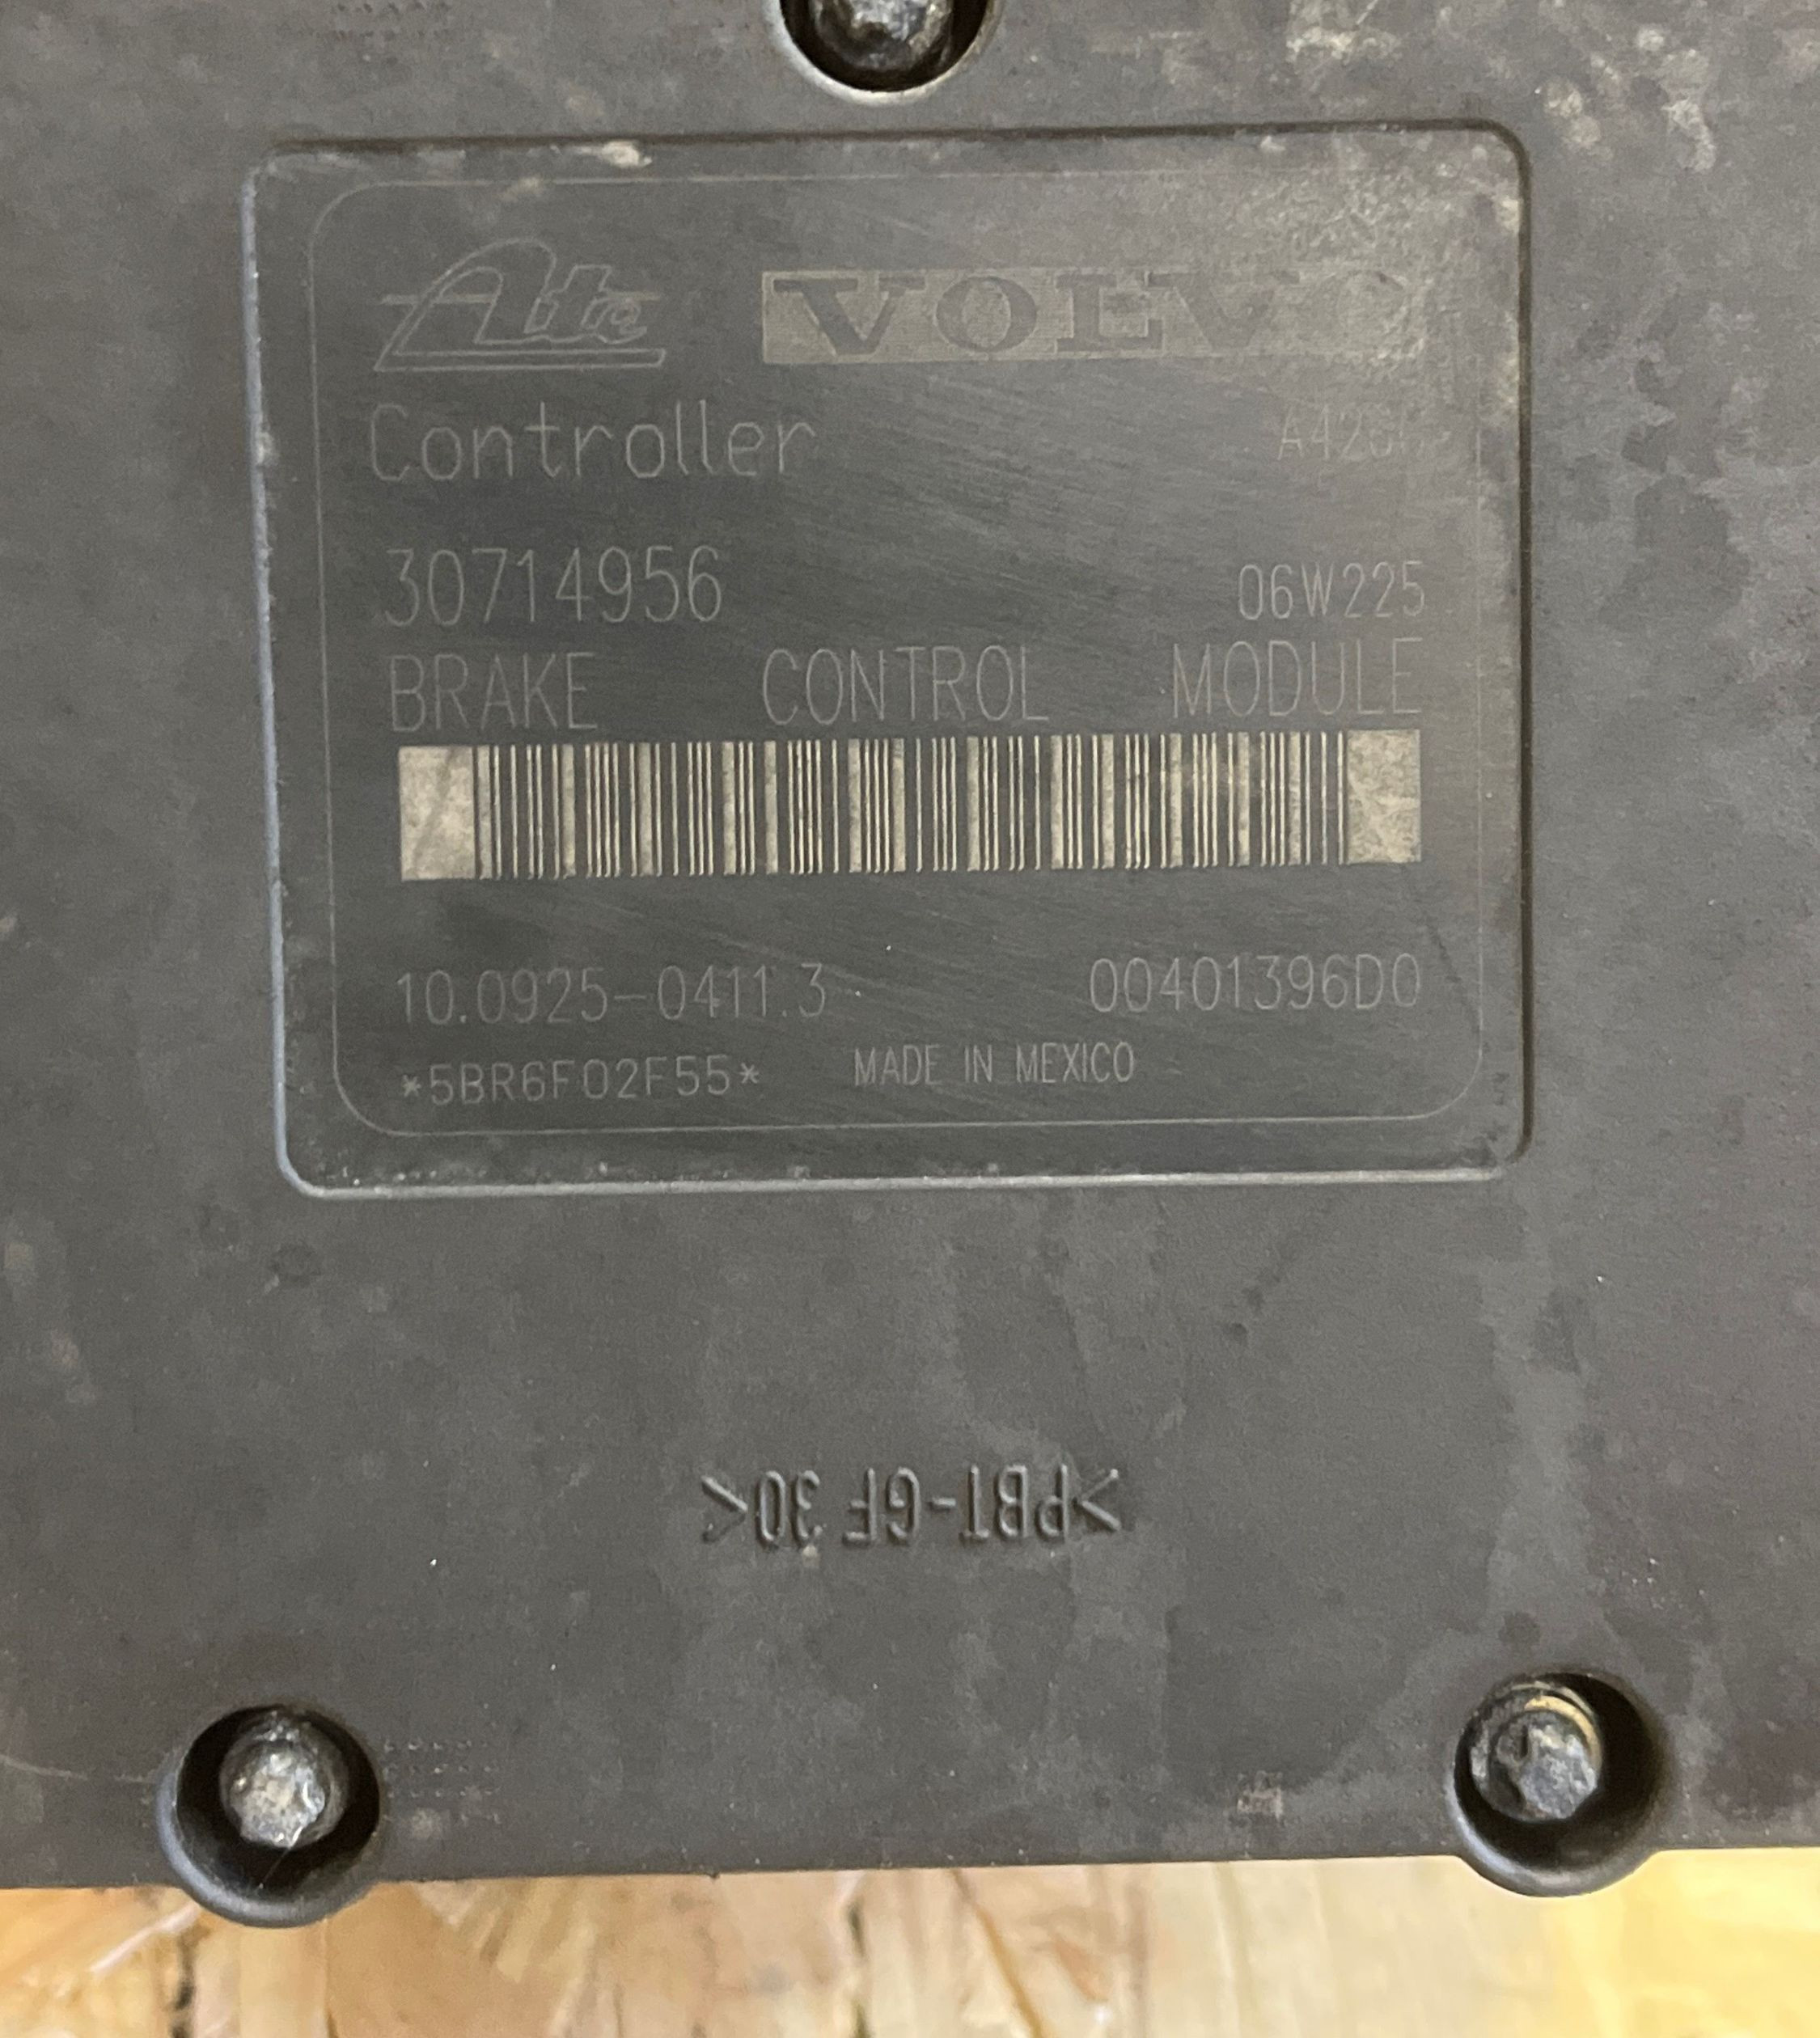 Ate VOLVO
Controller
30714956 06W225
BRAKE CONTROL MODULE
10.0925-0411.3 00401396D0
*5BR6F02F55* MADE IN MEXICO
>PBT-GF 30<